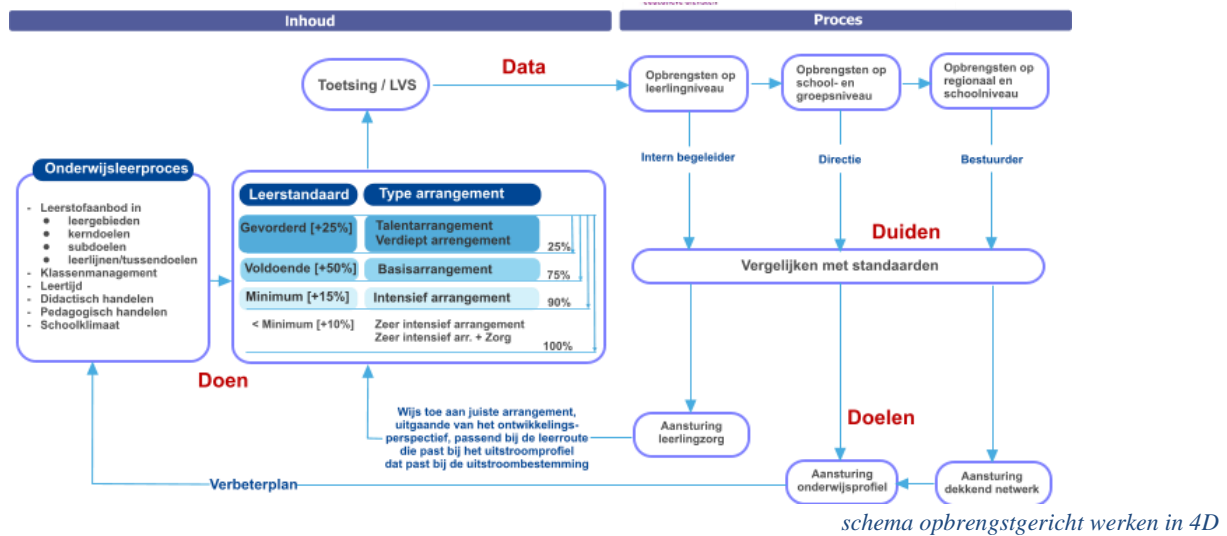 Inhoud
Proces
Toetsing / LVS
Data
Opbrengsten op
leerlingniveau
Opbrengsten op
school- en
groepsniveau
Opbrengsten op
regionaal en
schoolniveau
Intern begeleider
Directie
Bestuurder
Onderwijsleerproces
- Leerstofaanbod in
● leergebieden
● kerndoelen
● subdoelen
● leerlijnen/tussendoelen
- Klassenmanagement
- Leertijd
- Didactisch handelen
- Pedagogisch handelen
- Schoolklimaat
Leerstandaard
Type arrangement
Gevorderd [+25%]
Talentarrangement
Verdiept arrengement
25%
Voldoende [+50%]
Basisarrangement
75%
Minimum [+15%]
Intensief arrangement
90%
< Minimum [+10%]
Zeer intensief arrangement
Zeer intensief arr. + Zorg
100%
Duiden
Vergelijken met standaarden
Doen
Doelen
Wijs toe aan juiste arrangement,
uitgaande van het ontwikkelings-
perspectief, passend bij de leerroute
die past bij het uitstroomprofiel
dat past bij de uitstroombestemming
Aansturing
leerlingzorg
Verbeterplan
Aansturing
onderwijsprofiel
Aansturing
dekkend netwerk
schema opbrengstgericht werken in 4D